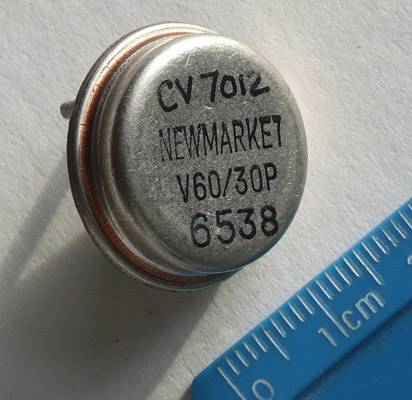 CV7012
NEWMARKET
V60/30P
6538
0
1cm